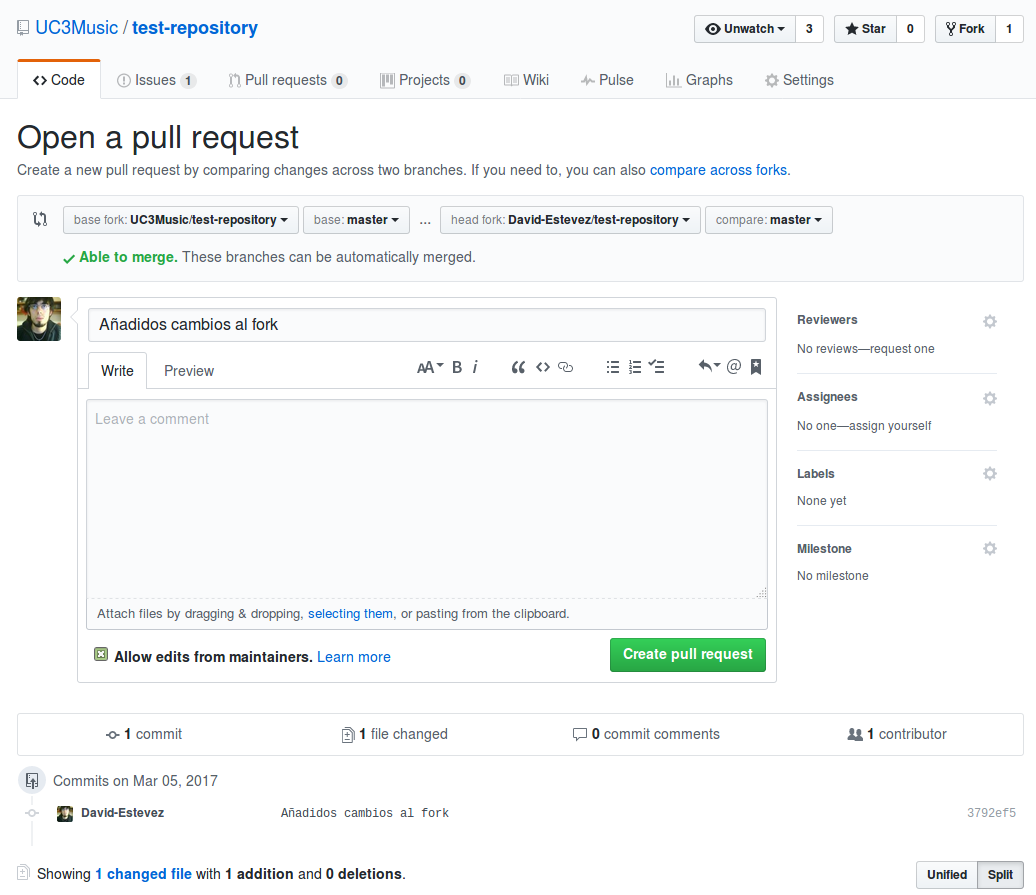 UC3Music / test-repository
Unwatch 3 Star 0 Fork 1
Code Issues 1 Pull requests 0 Projects 0 Wiki Pulse Graphs Settings
Open a pull request
Create a new pull request by comparing changes across two branches. If you need to, you can also compare across forks.
base fork: UC3Music/test-repository base: master ... head fork: David-Estevez/test-repository compare: master
Able to merge. These branches can be automatically merged.
Añadidos cambios al fork
Write Preview AA B i “ <> @
Leave a comment
Attach files by dragging & dropping, selecting them, or pasting from the clipboard.
Allow edits from maintainers. Learn more
Create pull request
Reviewers
No reviews—request one
Assignees
No one—assign yourself
Labels
None yet
Milestone
No milestone
1 commit 1 file changed 0 commit comments 1 contributor
Commits on Mar 05, 2017
David-Estevez Añadidos cambios al fork 3792ef5
Showing 1 changed file with 1 addition and 0 deletions.
Unified Split